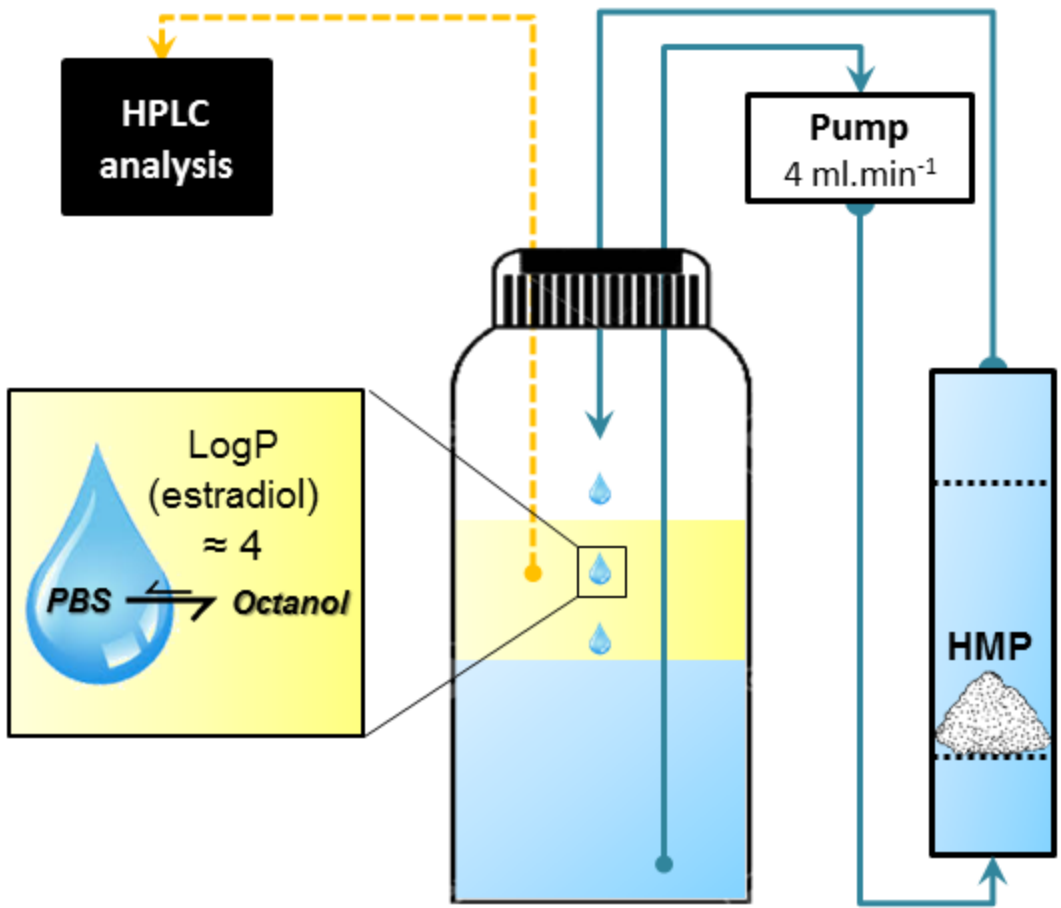 HPLC
analysis
Pump
4 ml.min⁻¹
LogP
(estradiol)
≈ 4
PBS
Octanol
HMP